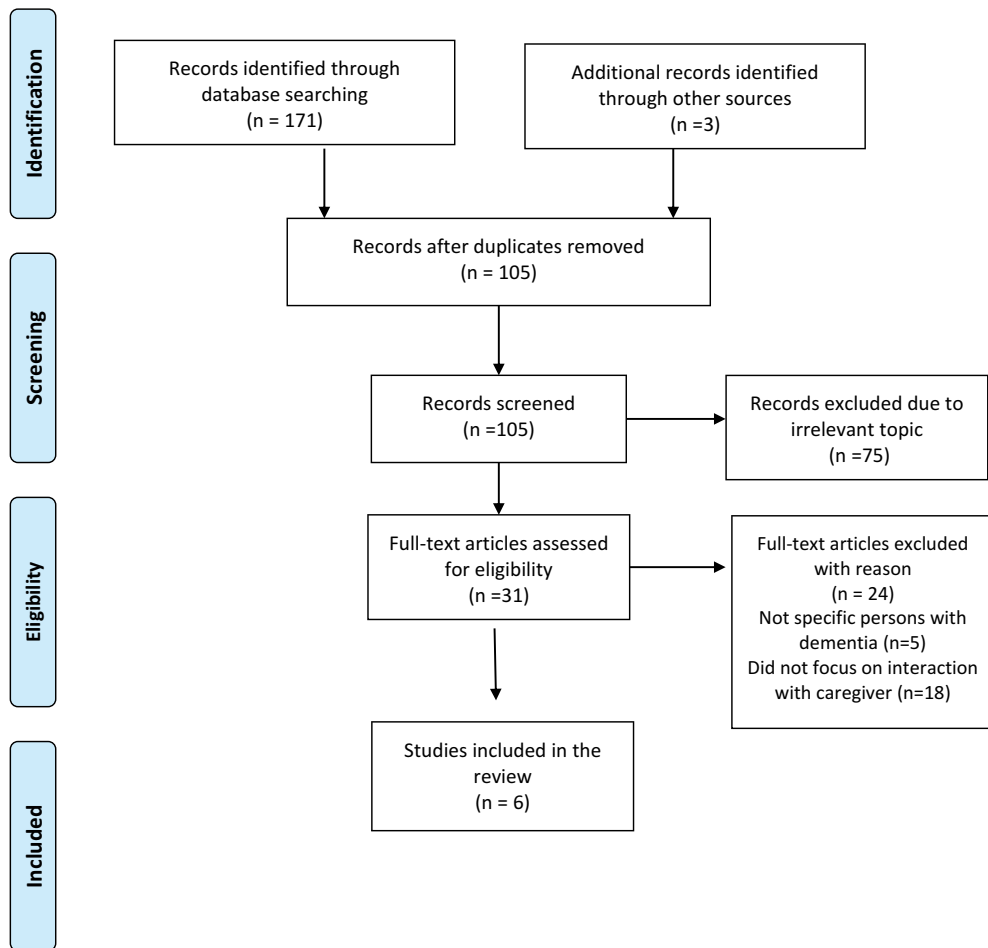 Identification
Records identified through
database searching
(n = 171)
Additional records identified
through other sources
(n =3)
Records after duplicates removed
(n = 105)
Screening
Records screened
(n =105)
Records excluded due to
irrelevant topic
(n =75)
Eligibility
Full-text articles assessed
for eligibility
(n =31)
Full-text articles excluded
with reason
(n = 24)
Not specific persons with
dementia (n=5)
Did not focus on interaction
with caregiver (n=18)
Included
Studies included in the
review
(n = 6)